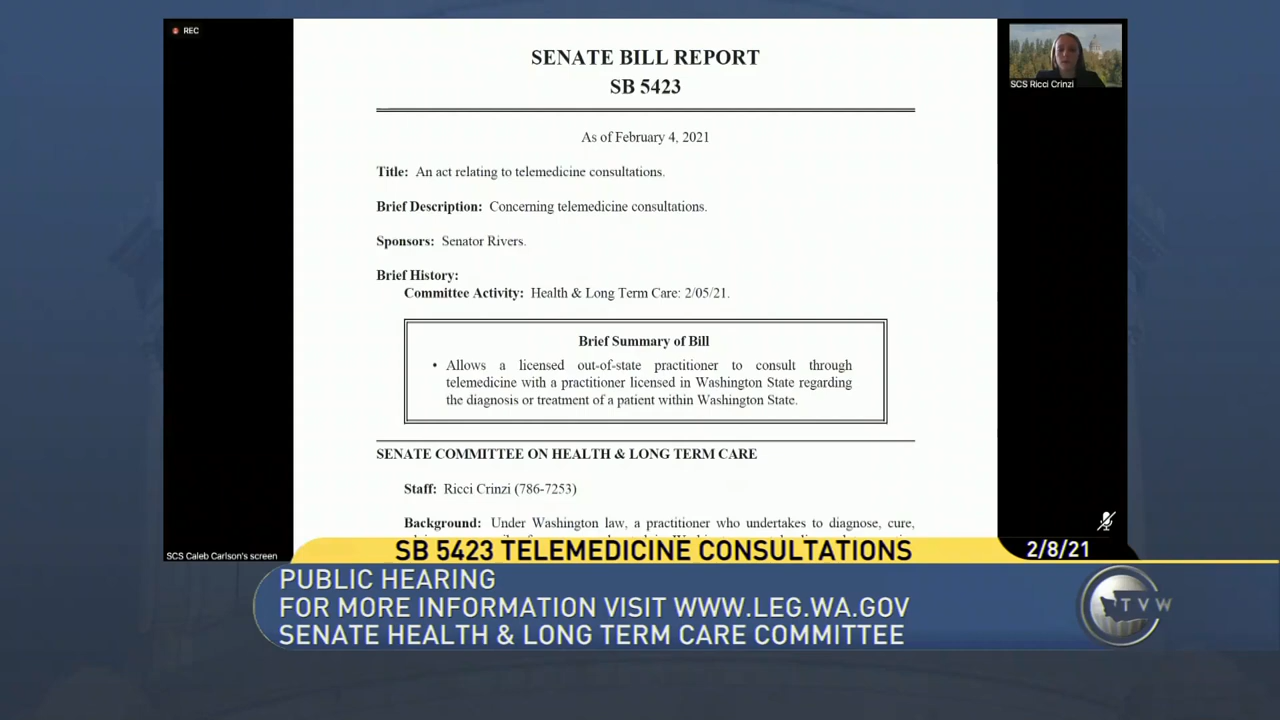 REC
SENATE BILL REPORT
SB 5423
As of February 4, 2021
Title: An act relating to telemedicine consultations.
Brief Description: Concerning telemedicine consultations.
Sponsors: Senator Rivers.
Brief History:
Committee Activity: Health & Long Term Care: 2/05/21.
Brief Summary of Bill
• Allows a licensed out-of-state practitioner to consult through
telemedicine with a practitioner licensed in Washington State regarding
the diagnosis or treatment of a patient within Washington State.
SENATE COMMITTEE ON HEALTH & LONG TERM CARE
Staff: Ricci Crinzi (786-7253)
Background: Under Washington law, a practitioner who undertakes to diagnose, cure,
SCS Ricci Crinzi
SCS Caleb Carlson's screen
SB 5423 TELEMEDICINE CONSULTATIONS
2/8/21
PUBLIC HEARING
FOR MORE INFORMATION VISIT WWW.LEG.WA.GOV
SENATE HEALTH & LONG TERM CARE COMMITTEE
TVW